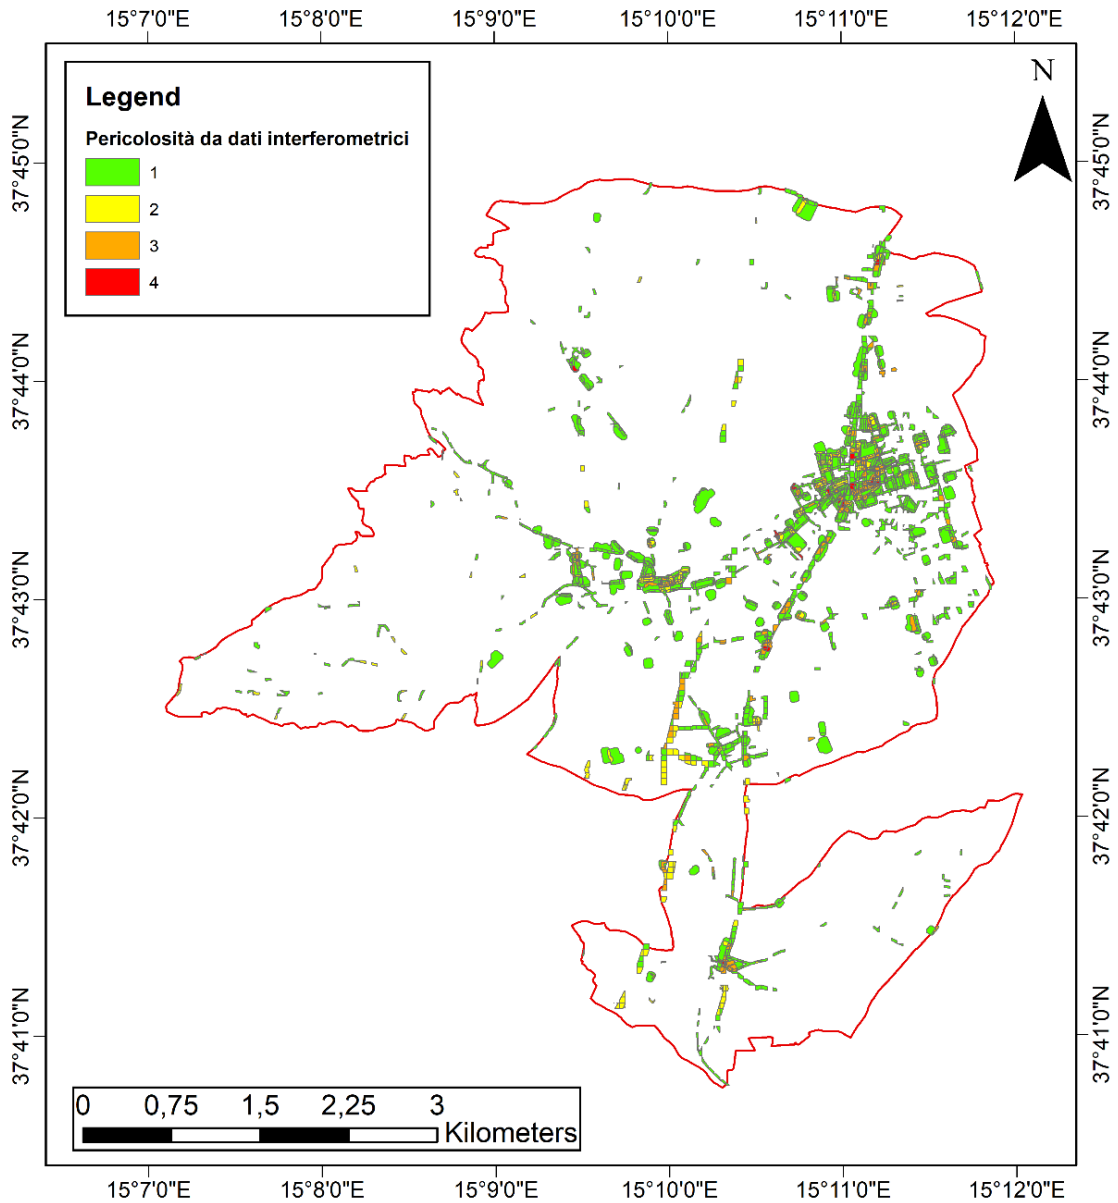 15°7'0"E 15°8'0"E 15°9'0"E 15°10'0"E 15°11'0"E 15°12'0"E
N
Legend
Pericolosità da dati interferometrici
1
2
3
4
37°45'0"N 37°45'0"N
37°44'0"N 37°44'0"N
37°43'0"N 37°43'0"N
37°42'0"N 37°42'0"N
37°41'0"N 37°41'0"N
0 0,75 1,5 2,25 3
Kilometers
15°7'0"E 15°8'0"E 15°9'0"E 15°10'0"E 15°11'0"E 15°12'0"E